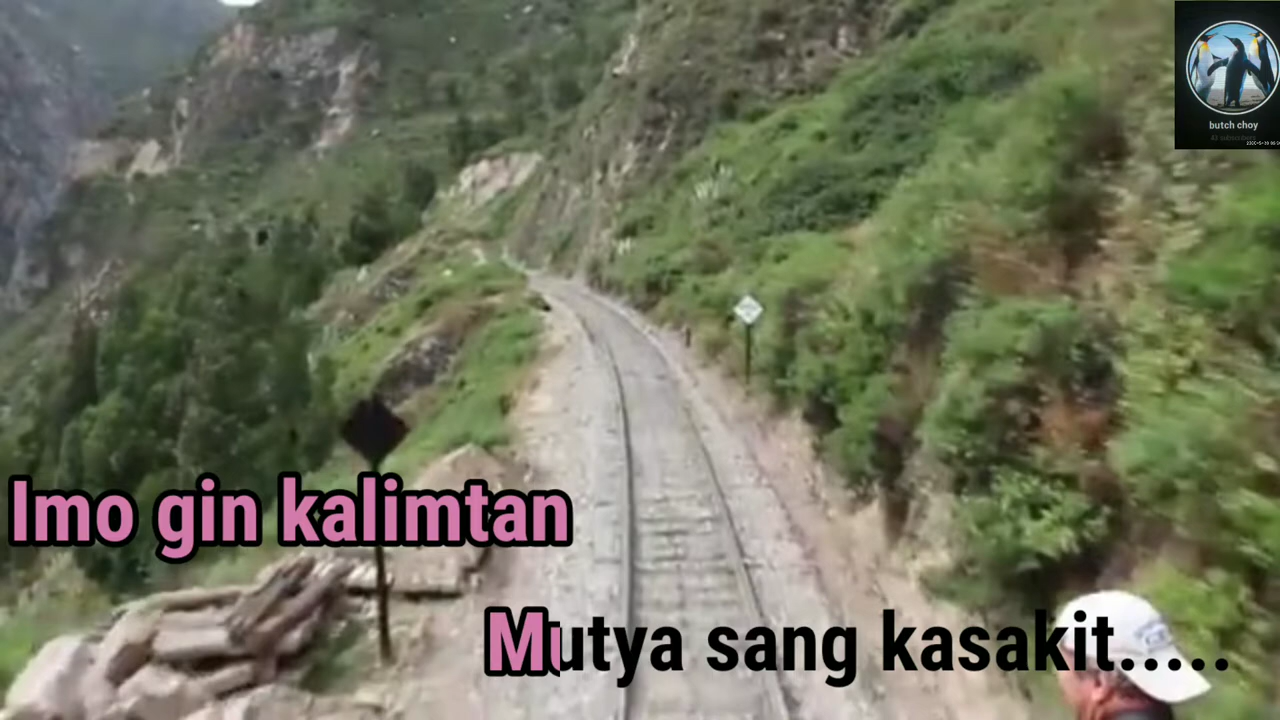 butch choy
Imo gin kalimtan
Mutya sang kasakit.....